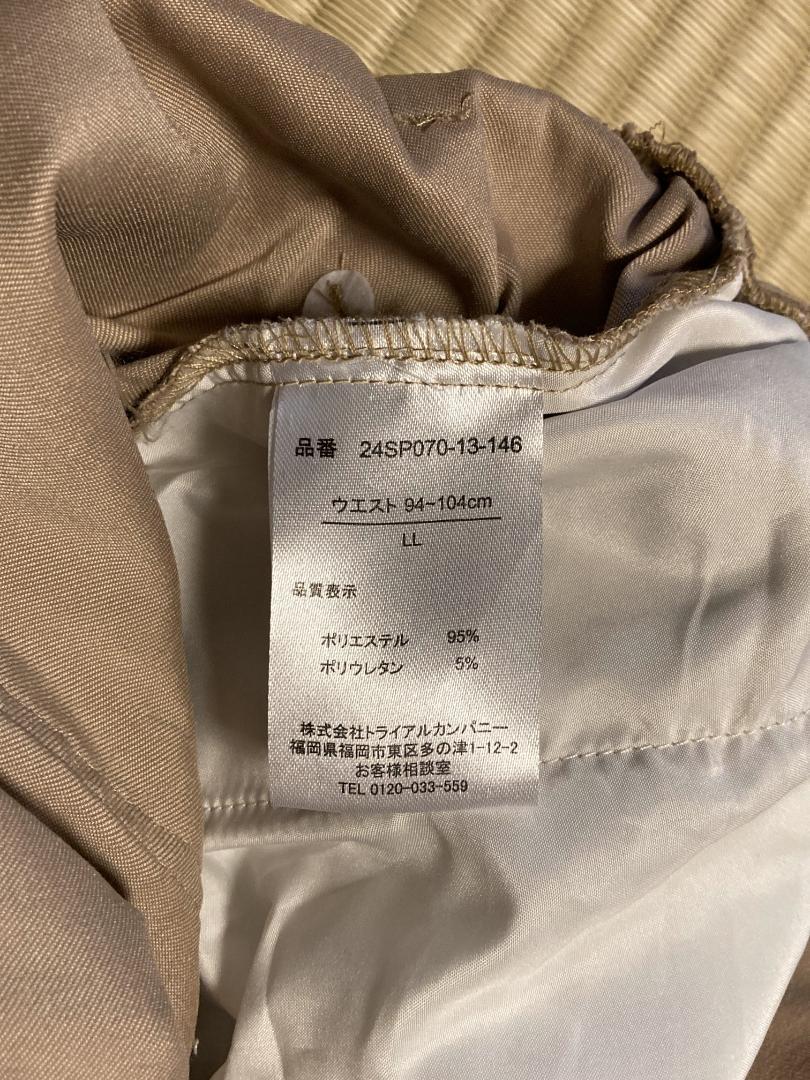 品番 24SP070-13-146
ウエスト 94~104cm
LL
品質表示
ポリエステル 95%
ポリウレタン 5%
株式会社トライアルカンパニー
福岡県福岡市東区多の津1-12-2
お客様相談室
TEL 0120-033-559